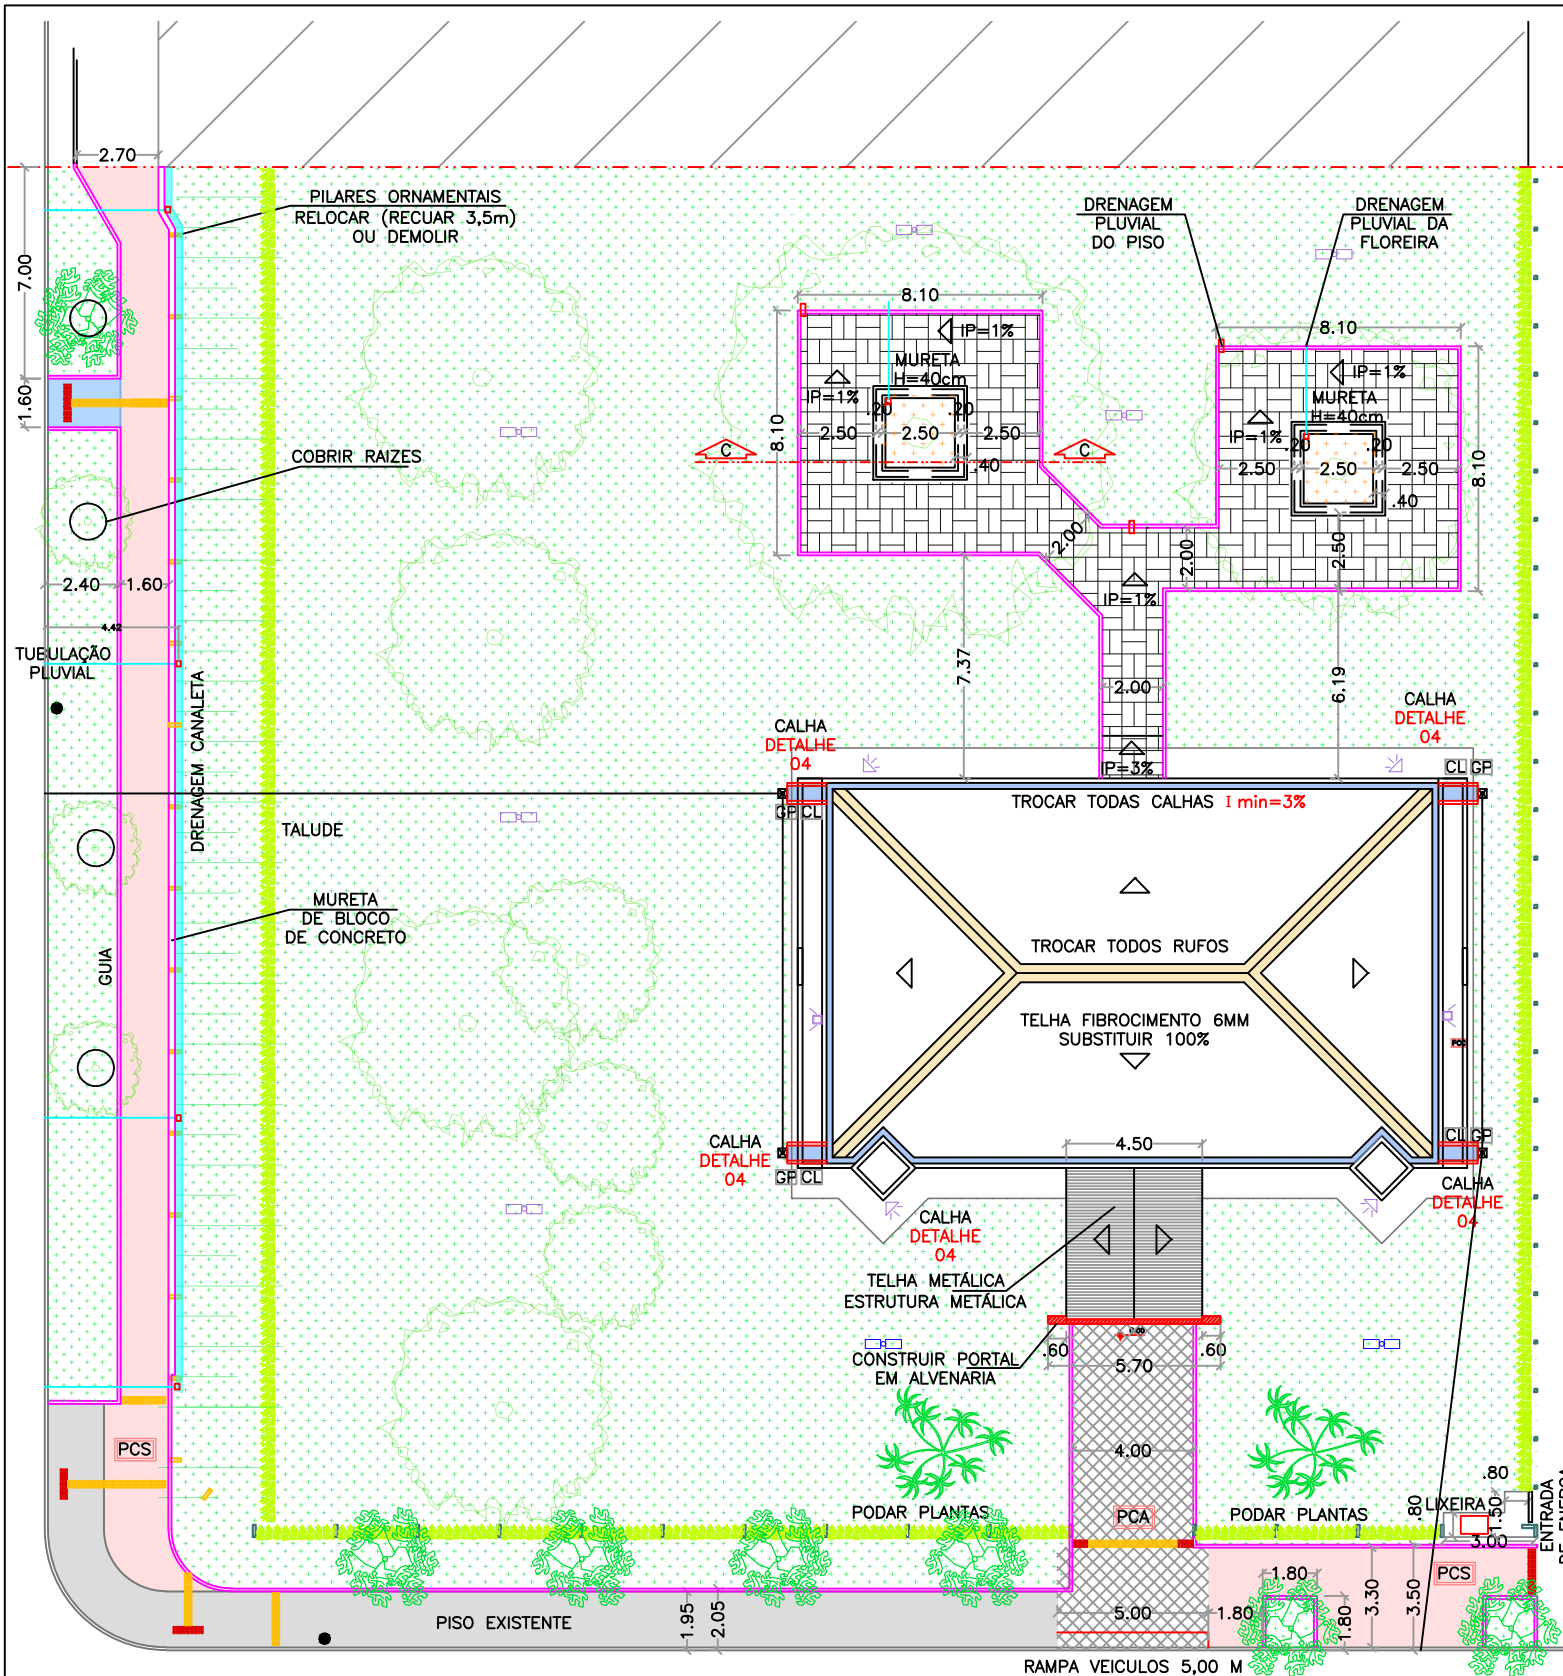 2.70
PILARES ORNAMENTAIS
RELOCAR (RECUAR 3,5m)
OU DEMOLIR
DRENAGEM
PLUVIAL
DO PISO
DRENAGEM
PLUVIAL DA
FLOREIRA
7.00
1.60
8.10
IP=1%
MURETA
H=40cm
IP=1%
.20
.20
2.50
2.50
2.50
.40
8.10
C
C
8.10
IP=1%
MURETA
H=40cm
IP=1%
.20
.20
2.50
2.50
2.50
.40
8.10
2.50
2.00
2.00
IP=1%
COBRIR RAIZES
2.40
1.60
4.42
TUBULAÇÃO
PLUVIAL
DRENAGEM CANALETA
7.37
2.00
6.19
IP=3%
CALHA
DETALHE
04
CALHA
DETALHE
04
CL GP
GP CL
TROCAR TODAS CALHAS I min=3%
TALUDE
MURETA
DE BLOCO
DE CONCRETO
GUIA
TROCAR TODOS RUFOS
TELHA FIBROCIMENTO 6MM
SUBSTITUIR 100%
4.50
CALHA
DETALHE
04
GP CL
CL GP
CALHA
DETALHE
04
CALHA
DETALHE
04
TELHA METÁLICA
ESTRUTURA METÁLICA
.60
.60
5.70
CONSTRUIR PORTAL
EM ALVENARIA
4.00
PCS
PODAR PLANTAS
PCA
PODAR PLANTAS
.80
.80
LIXEIRA
1.50
3.00
ENTRADA
DE ENERGIA
PISO EXISTENTE
1.95
2.05
5.00
1.80
1.80
1.80
3.30
3.50
PCS
RAMPA VEICULOS 5,00 M